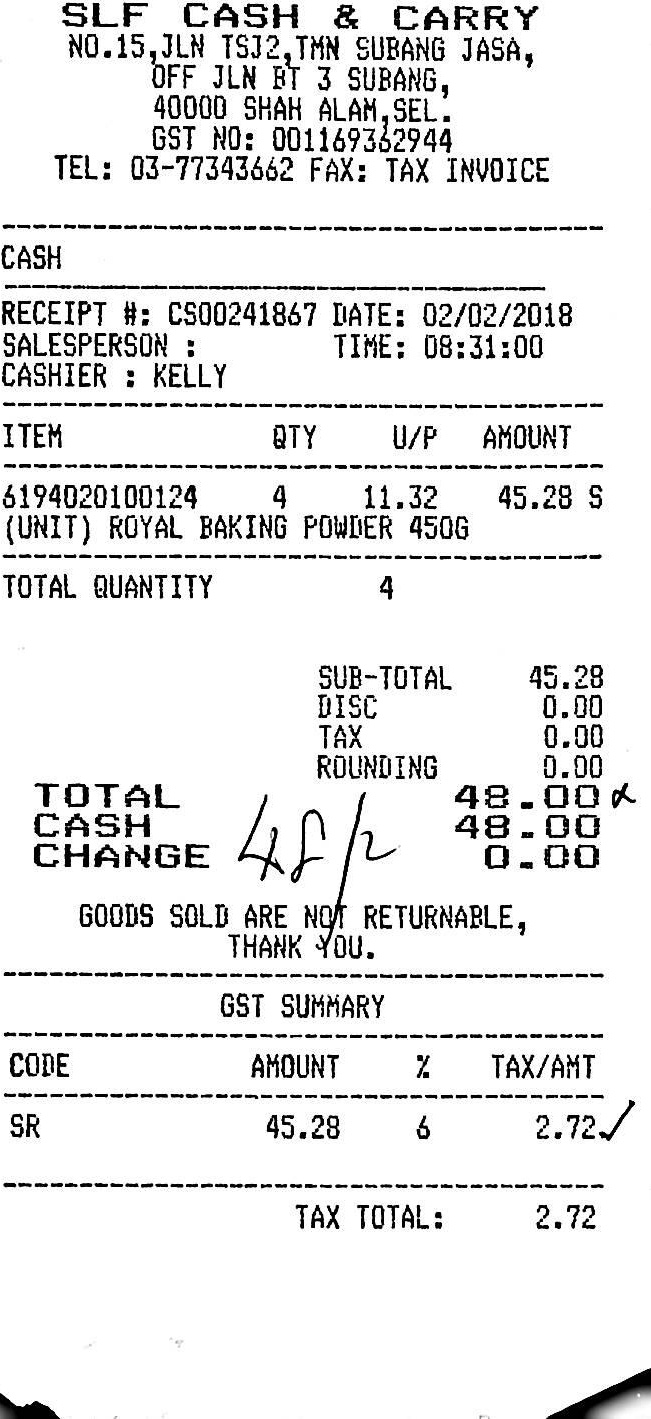 SLF CASH & CARRY
NO.15,JLN TSJ2,TMN SUBANG JASA,
OFF JLN BT 3 SUBANG,
40000 SHAH ALAM,SEL.
GST NO: 001169362944
TEL: 03-77343662 FAX: TAX INVOICE
CASH
RECEIPT #: CS00241867 DATE: 02/02/2018
SALESPERSON : TIME: 08:31:00
CASHIER : KELLY
ITEM QTY U/P AMOUNT
6194020100124 4 11.32 45.28 S
(UNIT) ROYAL BAKING POWDER 450G
TOTAL QUANTITY 4
SUB-TOTAL 45.28
DISC 0.00
TAX 0.00
ROUNDING 0.00
TOTAL 48.00
CASH 48.00
CHANGE 0.00
GOODS SOLD ARE NOT RETURNABLE,
THANK YOU.
GST SUMMARY
CODE AMOUNT % TAX/AMT
SR 45.28 6 2.72
TAX TOTAL: 2.72